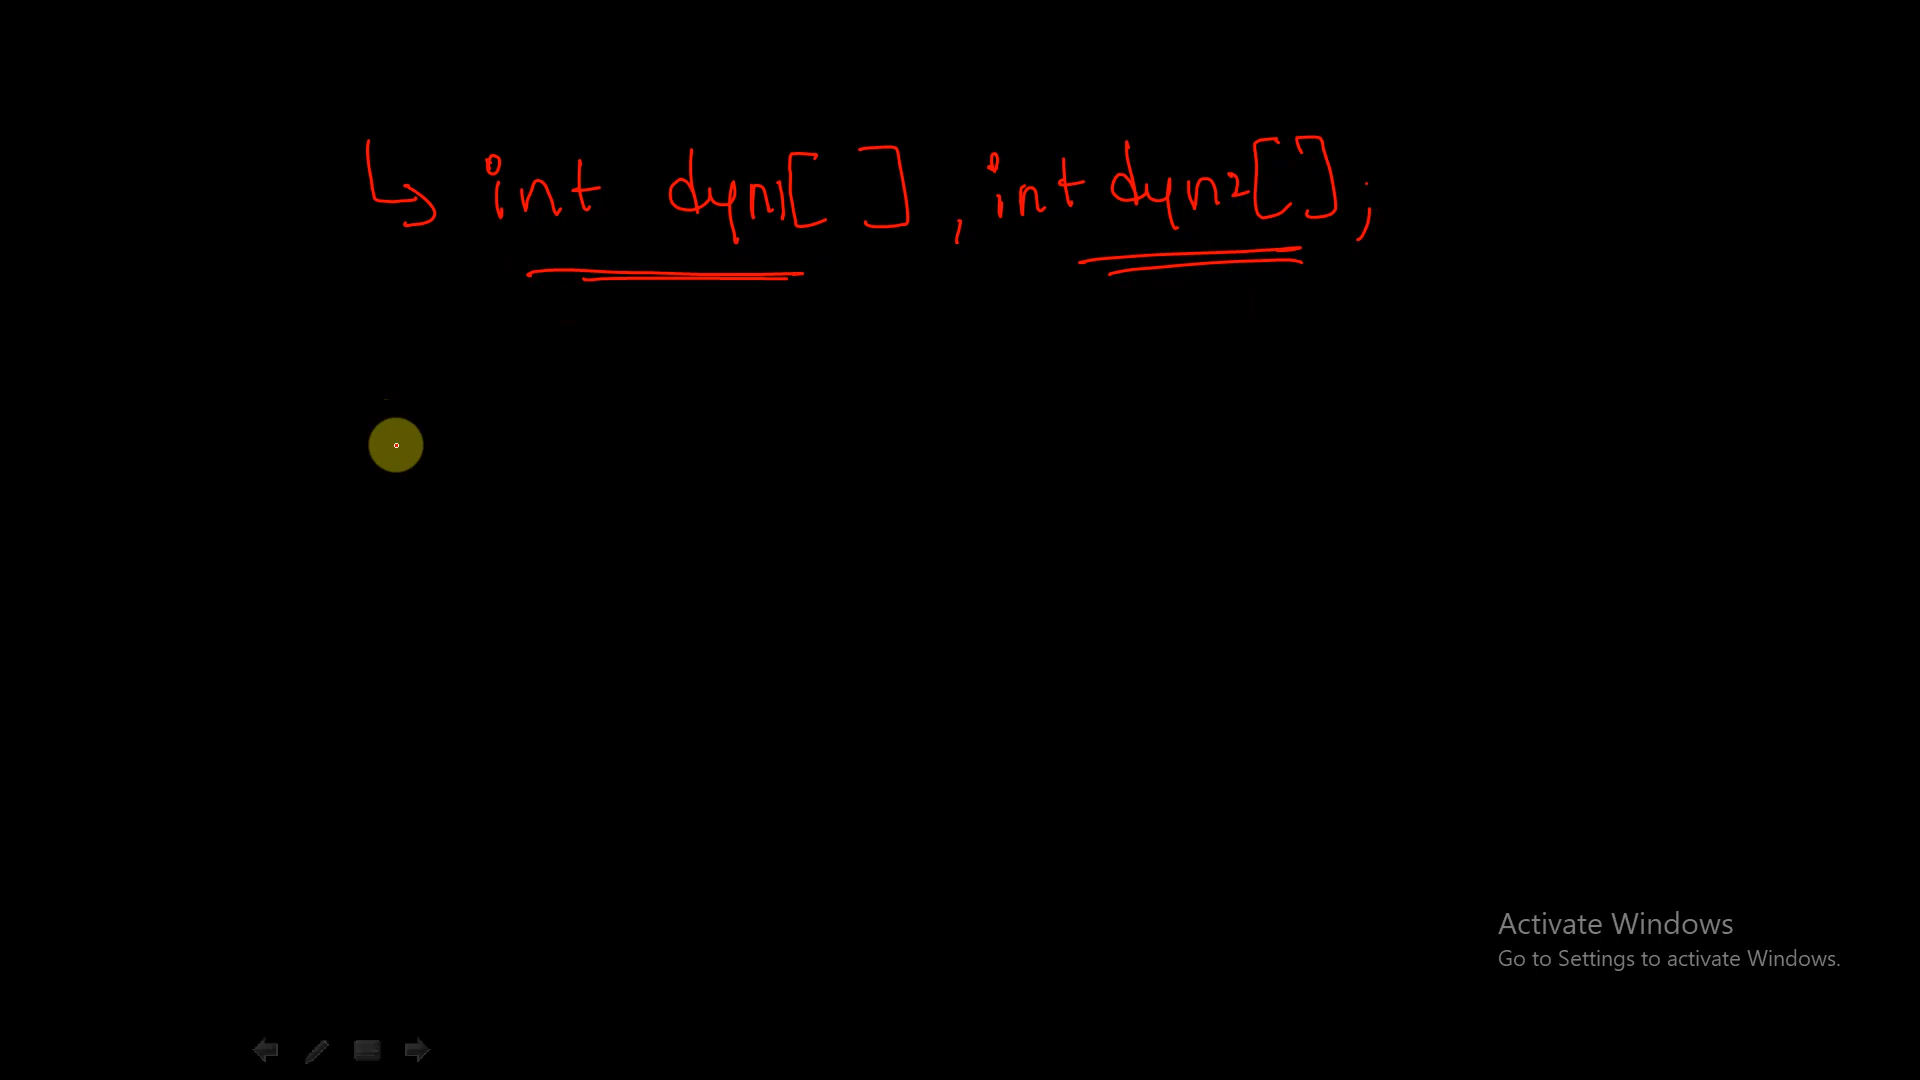 int dyn1[ ], int dyn2[ ];
Activate Windows
Go to Settings to activate Windows.